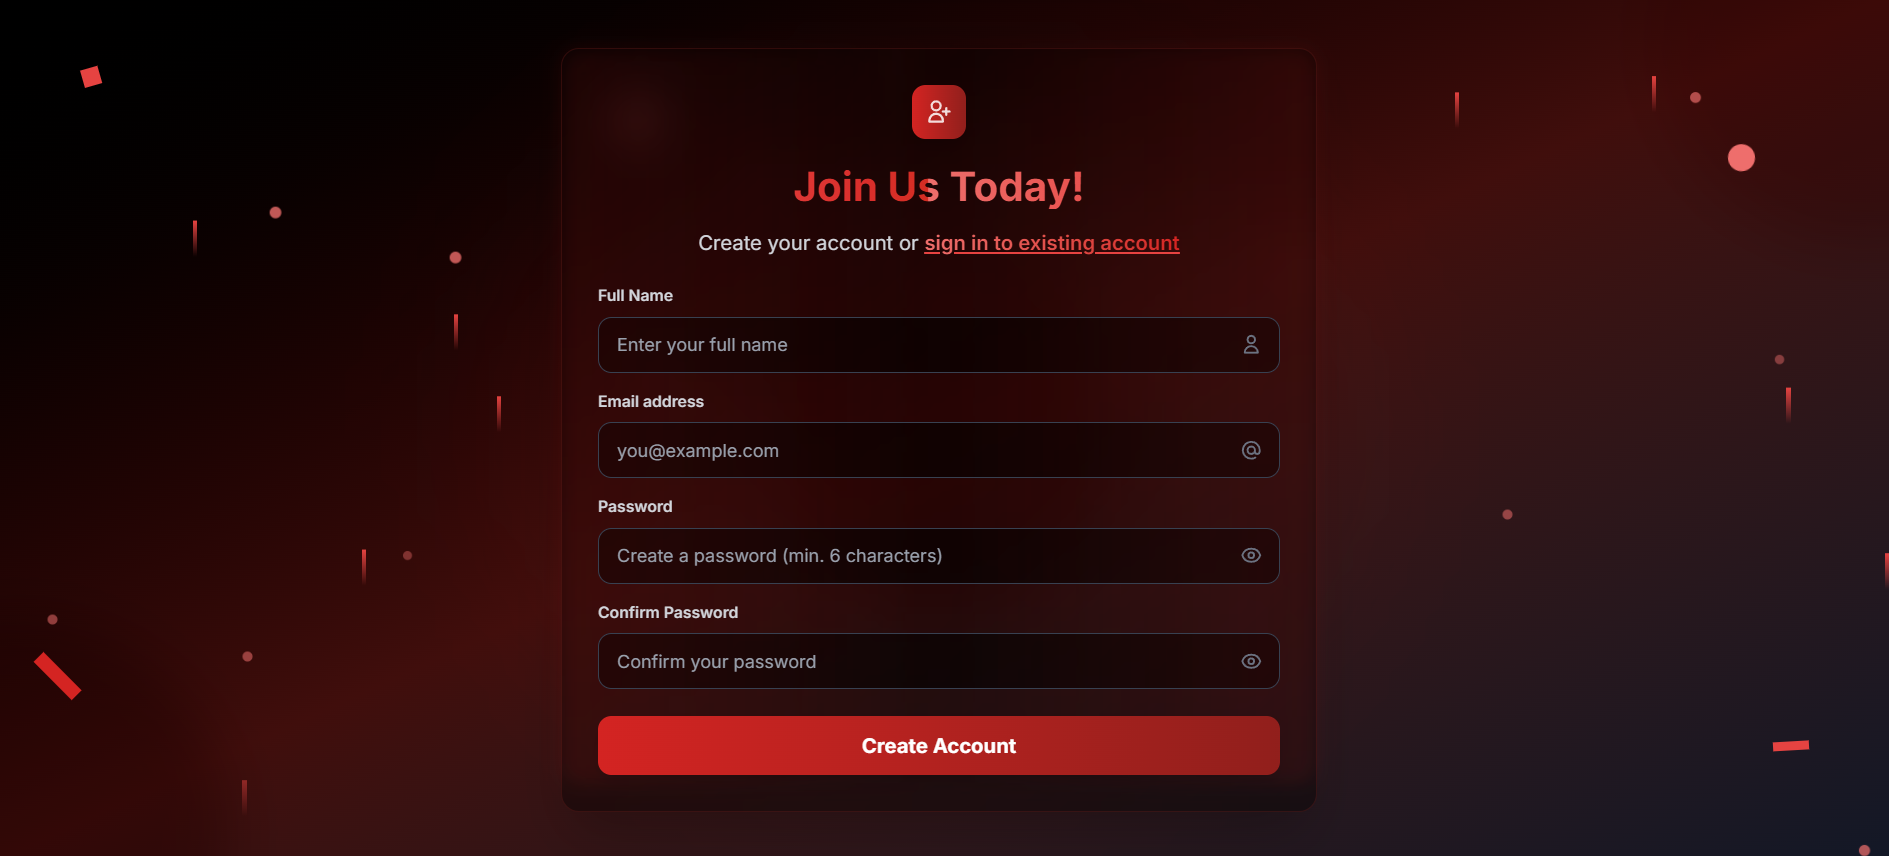 Join Us Today!
Create your account or sign in to existing account
Full Name
Enter your full name
Email address
you@example.com
Password
Create a password (min. 6 characters)
Confirm Password
Confirm your password
Create Account